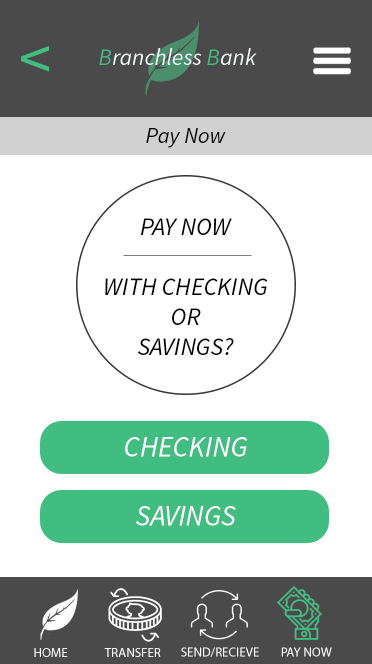 <
Branchless Bank
Pay Now
PAY NOW
WITH CHECKING
OR
SAVINGS?
CHECKING
SAVINGS
HOME
TRANSFER
SEND/RECIEVE
PAY NOW